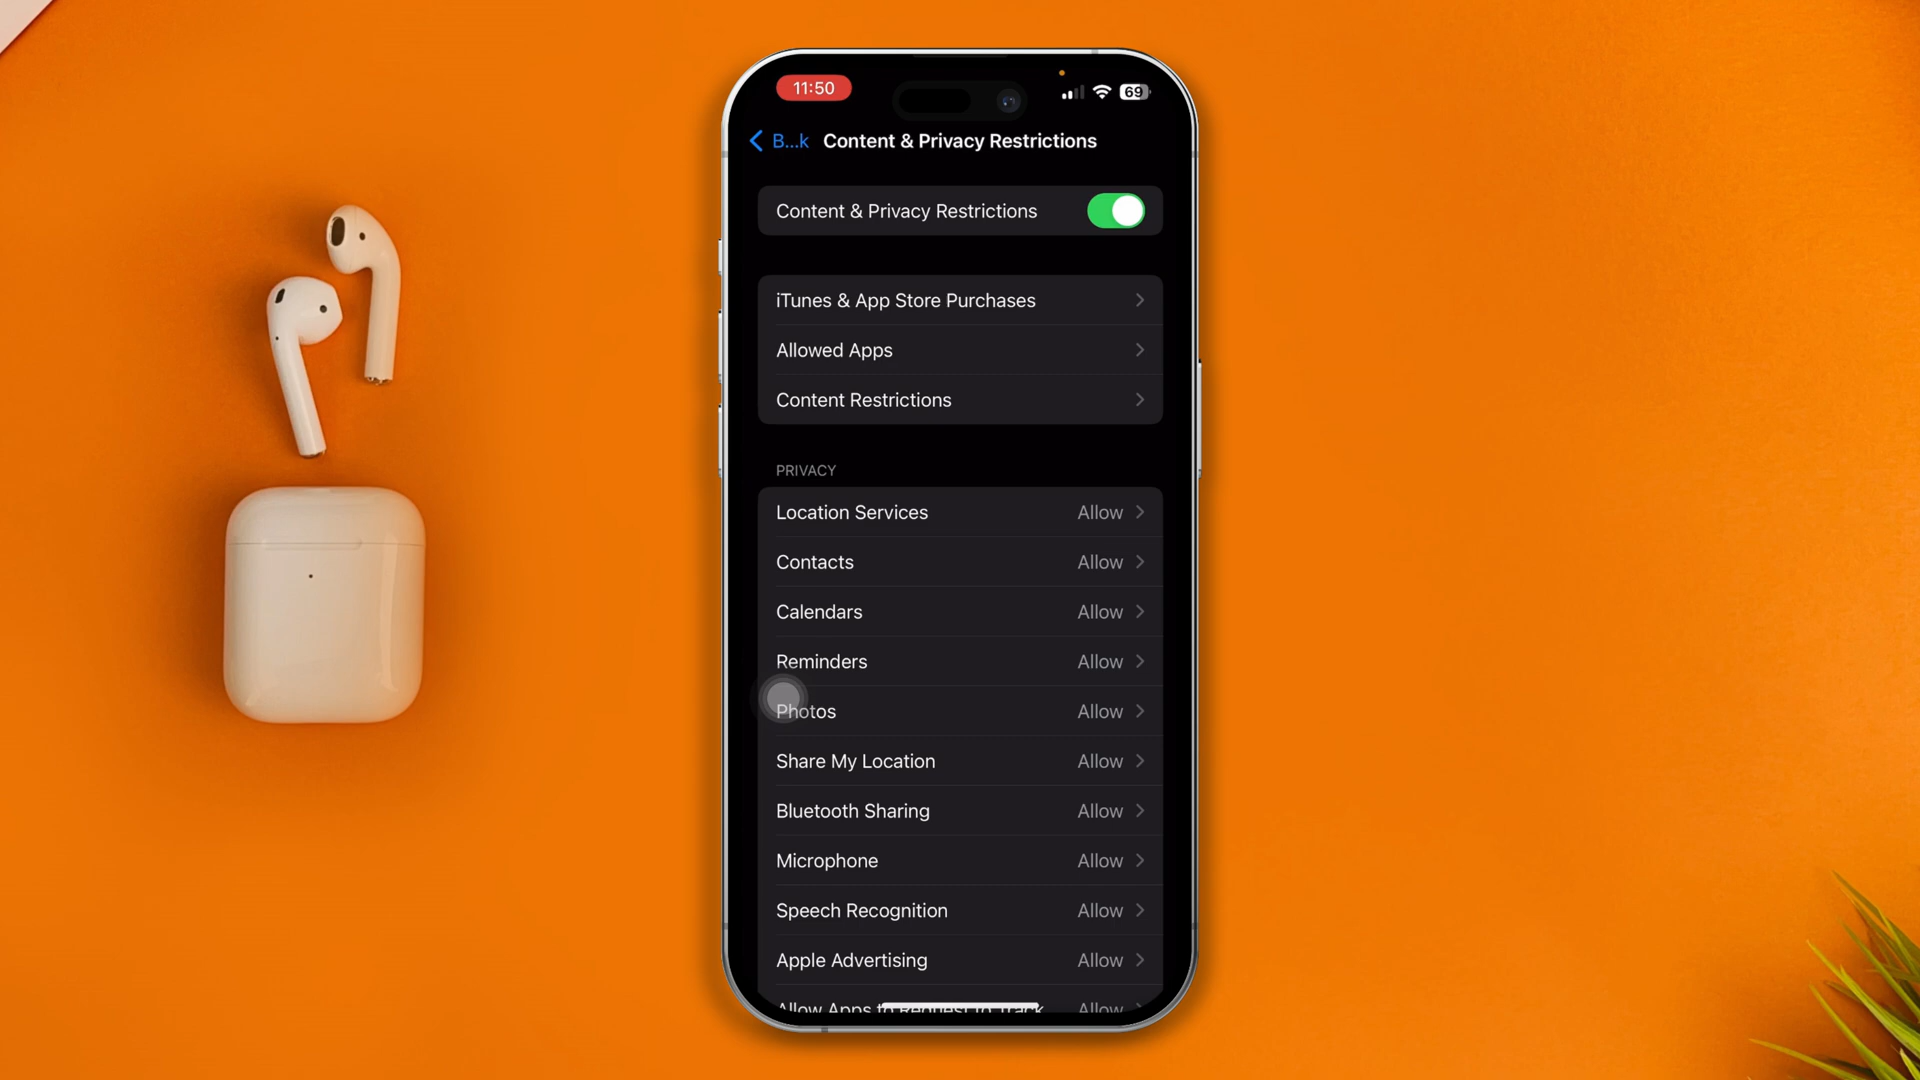 11:50
69
B...k Content & Privacy Restrictions
Content & Privacy Restrictions
iTunes & App Store Purchases
Allowed Apps
Content Restrictions
PRIVACY
Location Services Allow
Contacts Allow
Calendars Allow
Reminders Allow
Photos Allow
Share My Location Allow
Bluetooth Sharing Allow
Microphone Allow
Speech Recognition Allow
Apple Advertising Allow
Allow Apps to Request to Track Allow